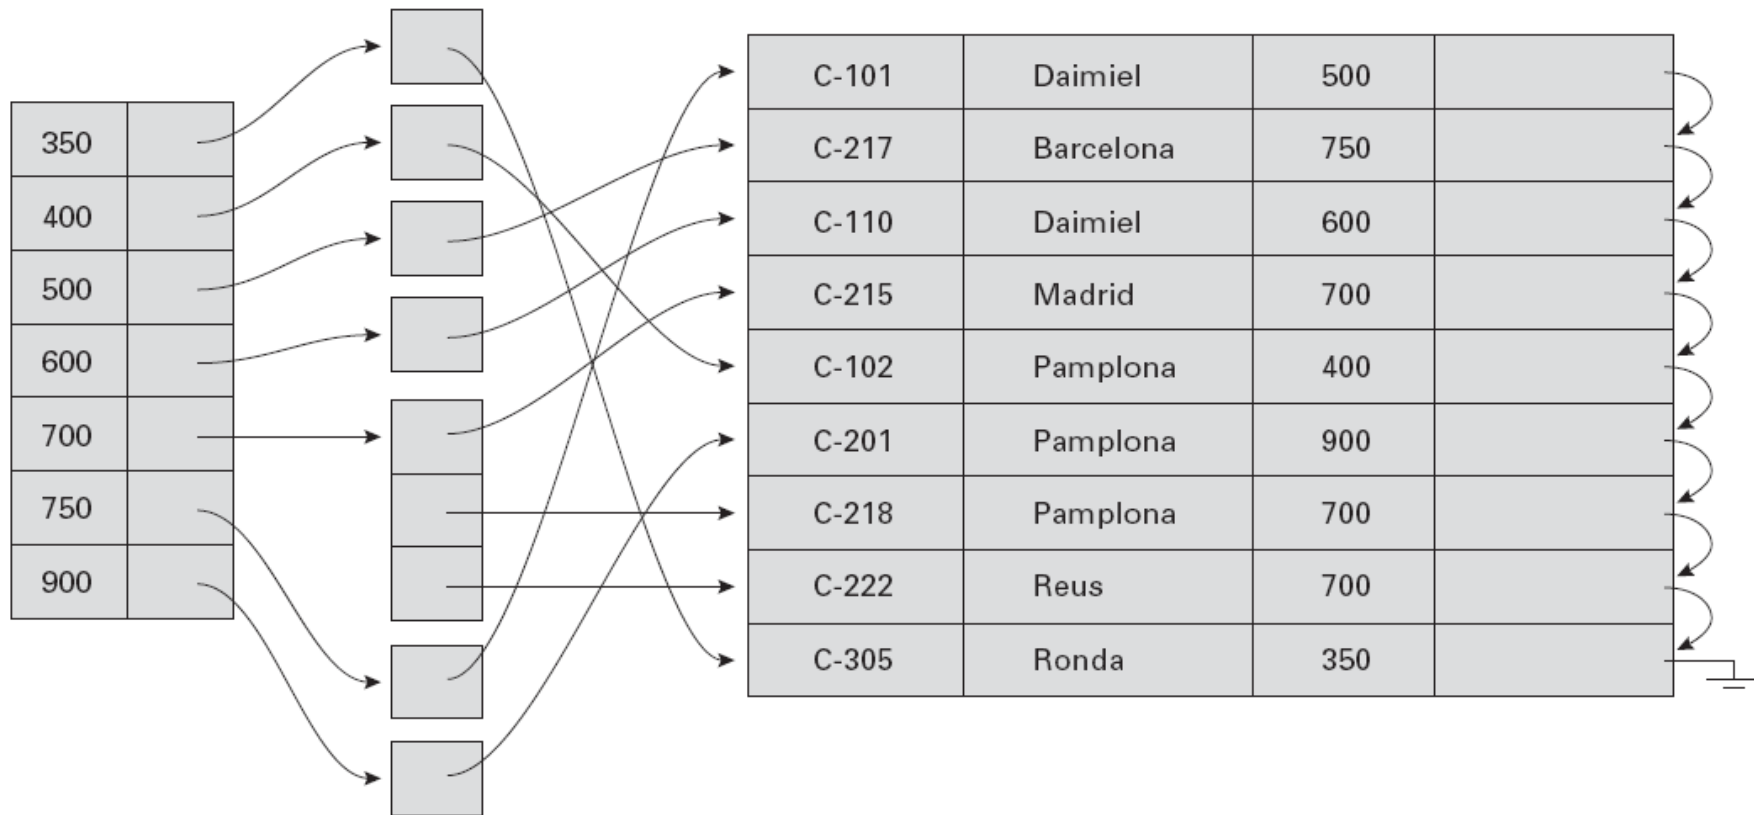 350
400
500
600
700
750
900
C-101 Daimiel 500
C-217 Barcelona 750
C-110 Daimiel 600
C-215 Madrid 700
C-102 Pamplona 400
C-201 Pamplona 900
C-218 Pamplona 700
C-222 Reus 700
C-305 Ronda 350